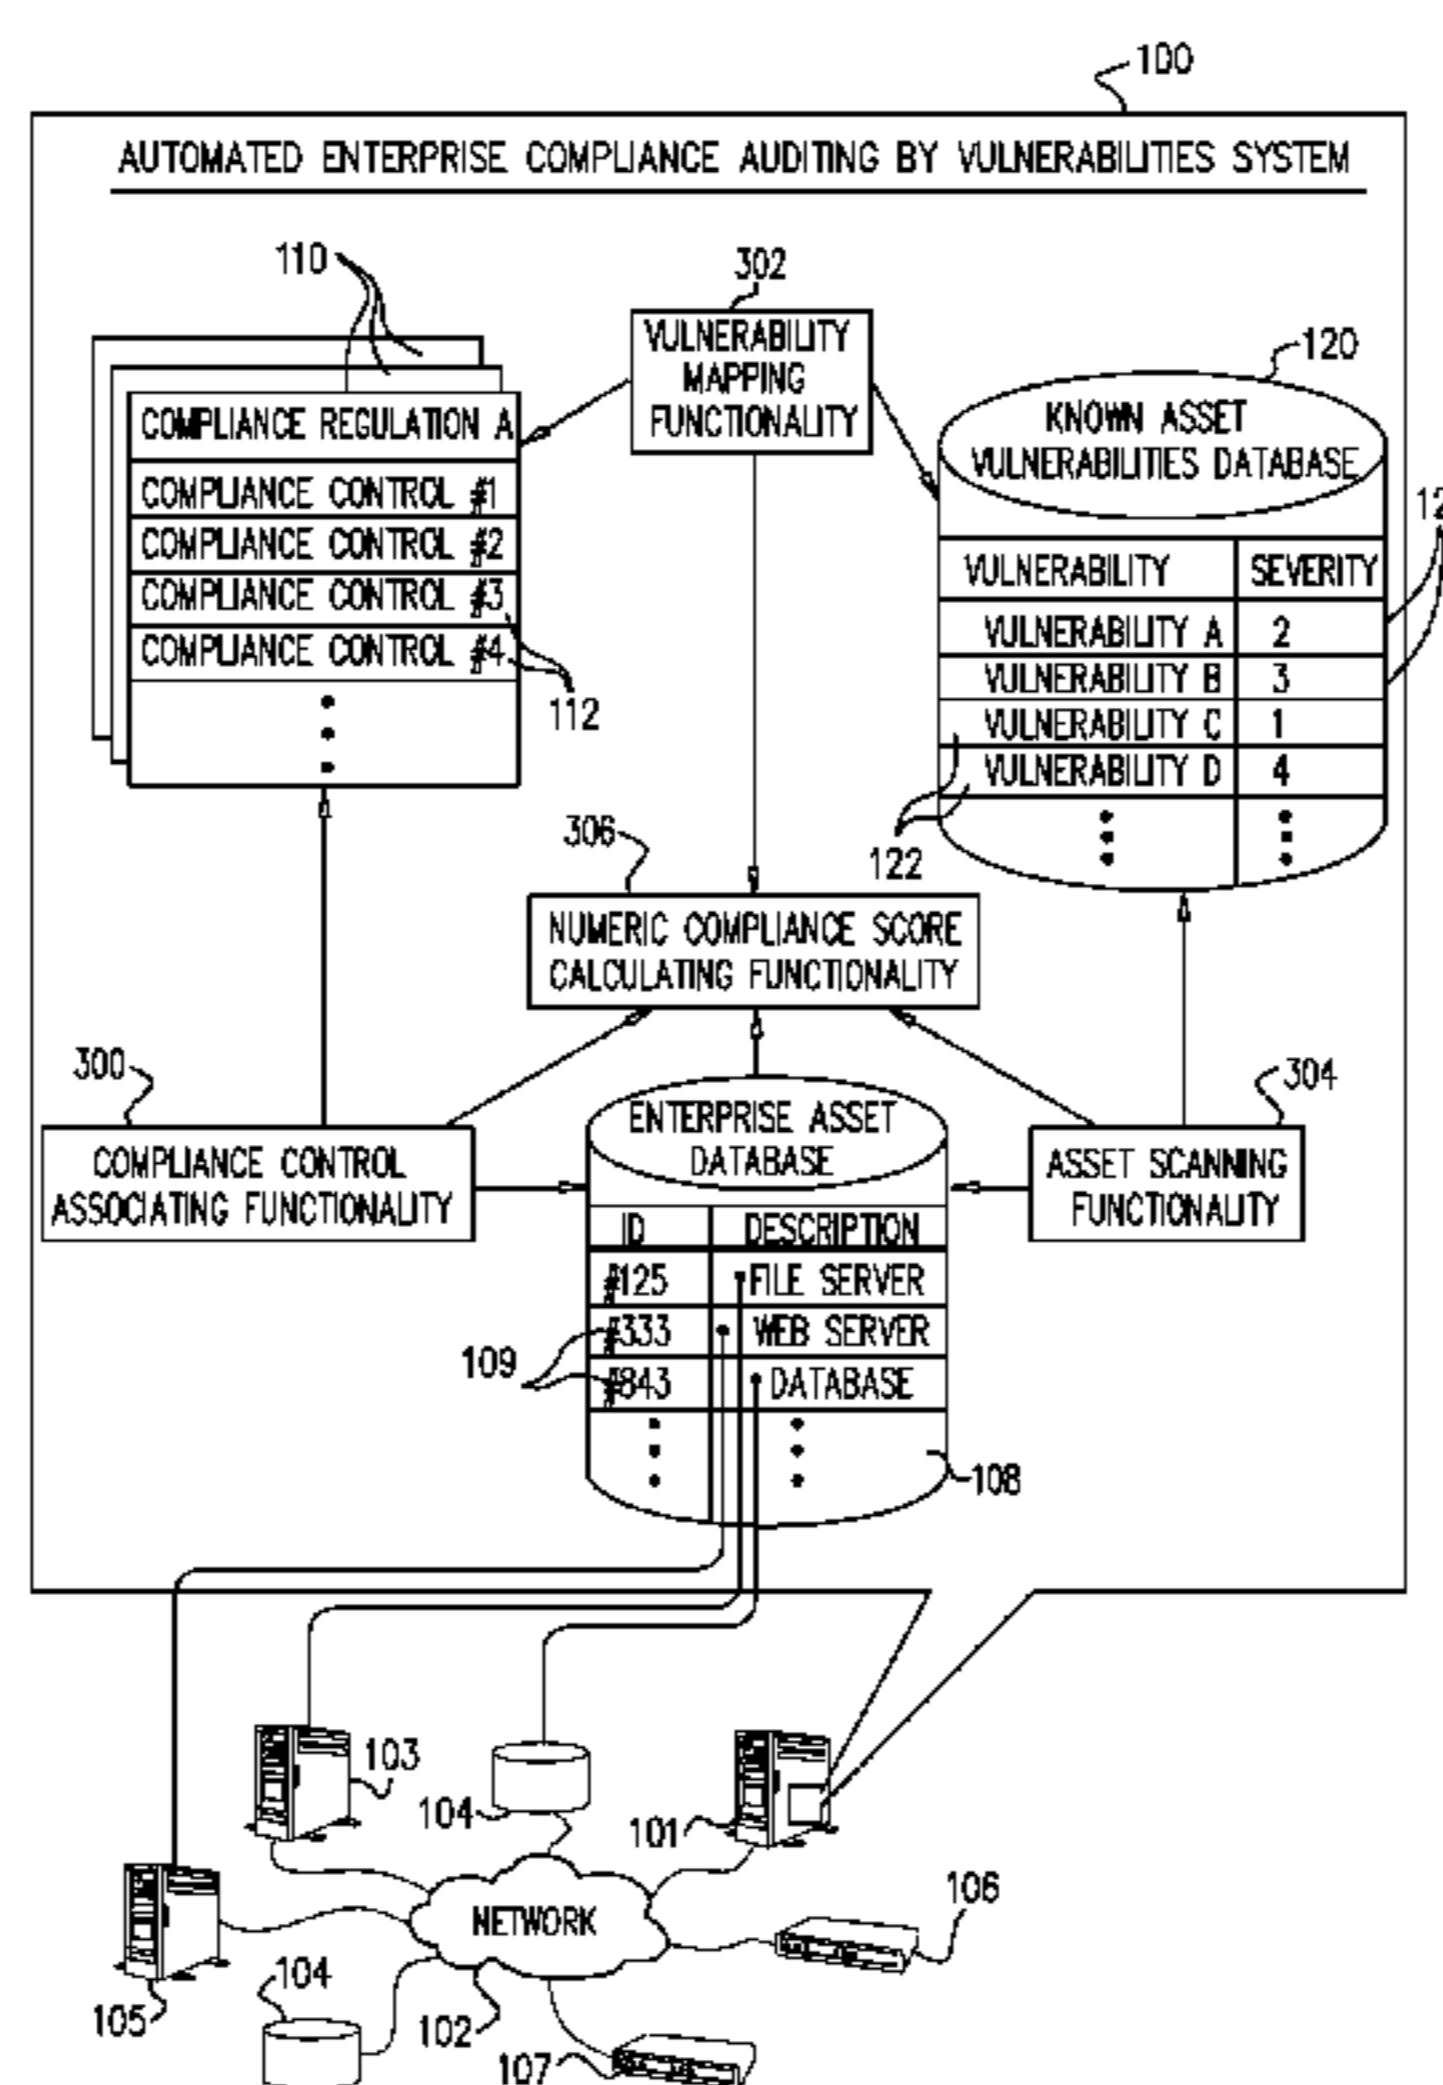 100
AUTOMATED ENTERPRISE COMPLIANCE AUDITING BY VULNERABILITIES SYSTEM
110
302
VULNERABILITY
MAPPING
FUNCTIONALITY
120
KNOWN ASSET
VULNERABILITIES DATABASE
COMPLIANCE REGULATION A
COMPLIANCE CONTROL #1
COMPLIANCE CONTROL #2
COMPLIANCE CONTROL #3
COMPLIANCE CONTROL #4
112
VULNERABILITY SEVERITY
VULNERABILITY A 2
VULNERABILITY B 3
VULNERABILITY C 1
VULNERABILITY D 4
122
306
NUMERIC COMPLIANCE SCORE
CALCULATING FUNCTIONALITY
300
COMPLIANCE CONTROL
ASSOCIATING FUNCTIONALITY
ENTERPRISE ASSET
DATABASE
304
ASSET SCANNING
FUNCTIONALITY
ID DESCRIPTION
#125 FILE SERVER
#333 WEB SERVER
#843 DATABASE
109
108
103
104
101
105
NETWORK
106
104
102
107